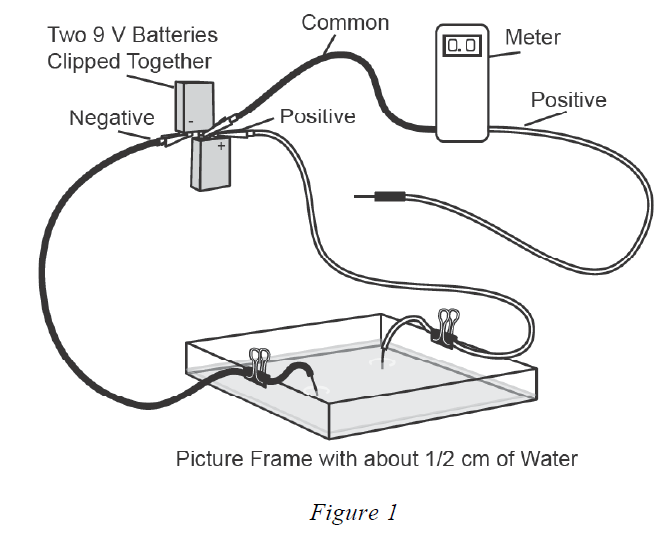 Two 9 V Batteries
Clipped Together
Common
Meter
0.0
Negative
Positive
Positive
-
+
Picture Frame with about 1/2 cm of Water
Figure 1